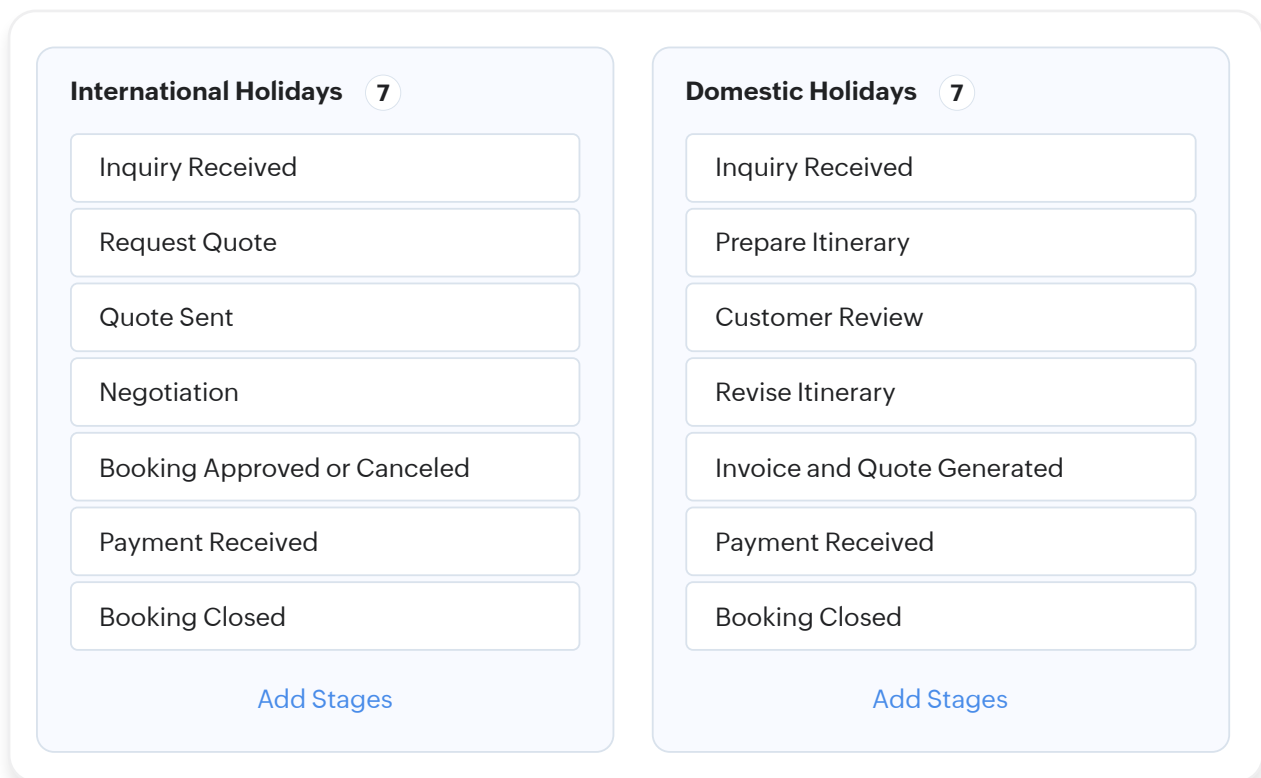 International Holidays 7
Inquiry Received
Request Quote
Quote Sent
Negotiation
Booking Approved or Canceled
Payment Received
Booking Closed
Add Stages
Domestic Holidays 7
Inquiry Received
Prepare Itinerary
Customer Review
Revise Itinerary
Invoice and Quote Generated
Payment Received
Booking Closed
Add Stages